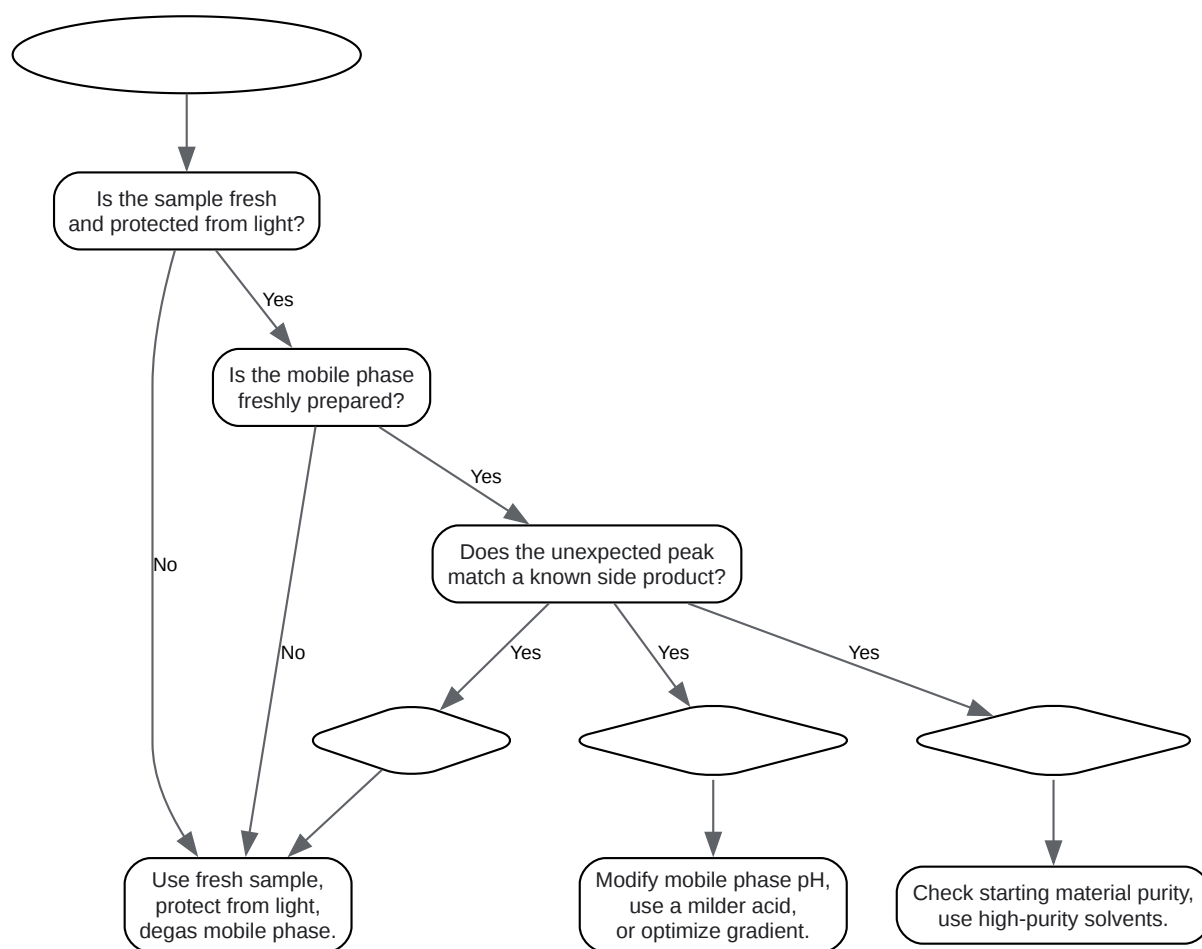 Is the sample fresh
and protected from light?
Yes
Is the mobile phase
freshly prepared?
Yes
Does the unexpected peak
match a known side product?
No
No
Yes
Yes
Yes
Use fresh sample,
protect from light,
degas mobile phase.
Modify mobile phase pH,
use a milder acid,
or optimize gradient.
Check starting material purity,
use high-purity solvents.